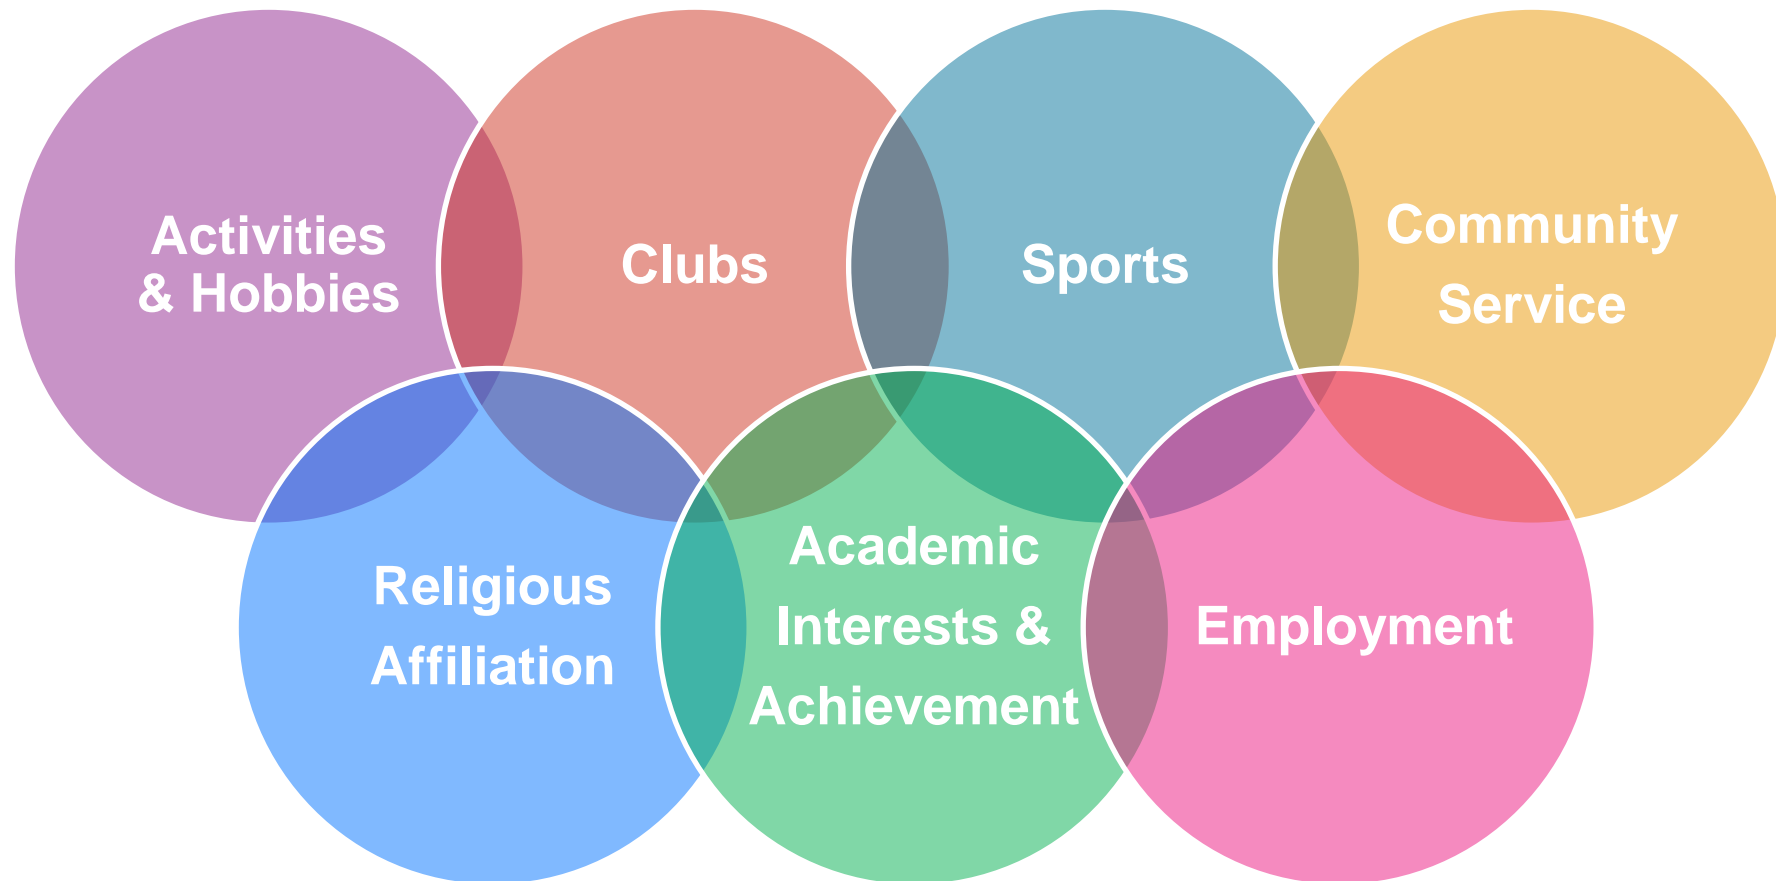 Activities
& Hobbies
Clubs
Sports
Community
Service
Religious
Affiliation
Academic
Interests &
Achievement
Employment